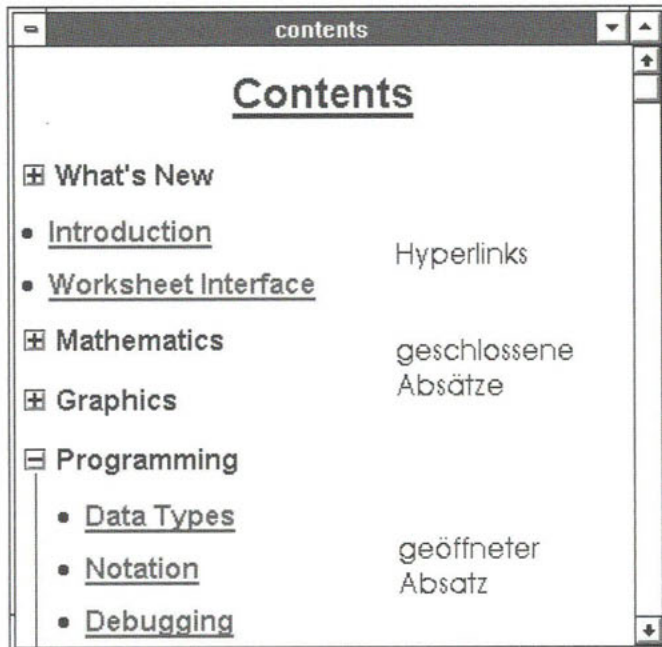 contents
Contents
What's New
Introduction
Hyperlinks
Worksheet Interface
Mathematics
geschlossene
Absätze
Graphics
Programming
Data Types
geöffneter
Notation
Absatz
Debugging